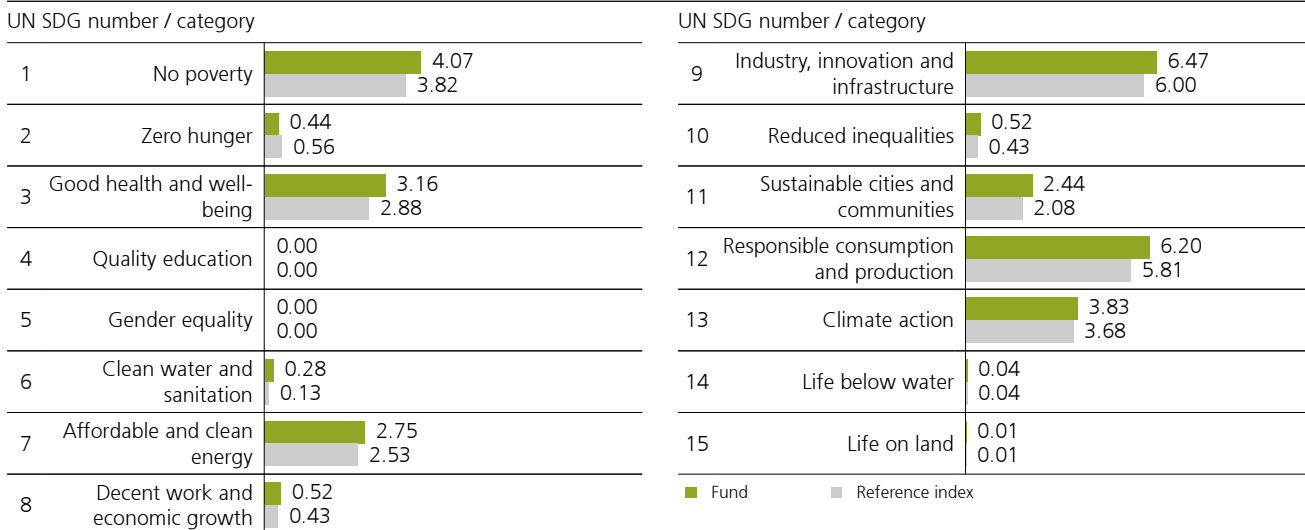 UN SDG number / category
1
No poverty
4.07
3.82
2
Zero hunger
0.44
0.56
3
Good health and well-
being
3.16
2.88
4
Quality education
0.00
0.00
5
Gender equality
0.00
0.00
6
Clean water and
sanitation
0.28
0.13
7
Affordable and clean
energy
2.75
2.53
8
Decent work and
economic growth
0.52
0.43
UN SDG number / category
9
Industry, innovation and
infrastructure
6.47
6.00
10
Reduced inequalities
0.52
0.43
11
Sustainable cities and
communities
2.44
2.08
12
Responsible consumption
and production
6.20
5.81
13
Climate action
3.83
3.68
14
Life below water
0.04
0.04
15
Life on land
0.01
0.01
Fund
Reference index